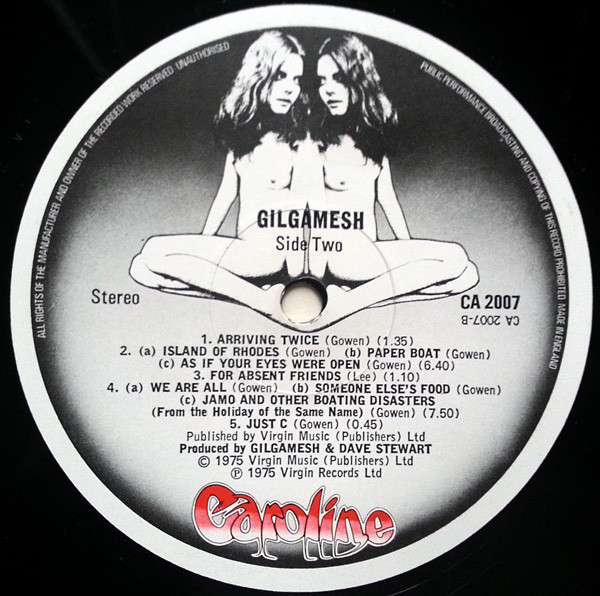 ALL RIGHTS OF THE MANUFACTURER AND OWNER OF THE RECORDED WORK RESERVED UNAUTHORISED
PUBLIC PERFORMANCE BROADCASTING AND COPYING OF THIS RECORD PROHIBITED MADE IN ENGLAND
GILGAMESH
Side Two
Stereo
CA 2007
CA 2007-B
1. ARRIVING TWICE (Gowen) (1.35)
2. (a) ISLAND OF RHODES (Gowen) (b) PAPER BOAT (Gowen)
(c) AS IF YOUR EYES WERE OPEN (Gowen) (6.40)
3. FOR ABSENT FRIENDS (Lee) (1.10)
4. (a) WE ARE ALL (Gowen) (b) SOMEONE ELSE'S FOOD (Gowen)
(c) JAMO AND OTHER BOATING DISASTERS
(From the Holiday of the Same Name) (Gowen) (7.50)
5. JUST C (Gowen) (0.45)
Published by Virgin Music (Publishers) Ltd
Produced by GILGAMESH & DAVE STEWART
© 1975 Virgin Music (Publishers) Ltd
℗ 1975 Virgin Records Ltd
Caroline